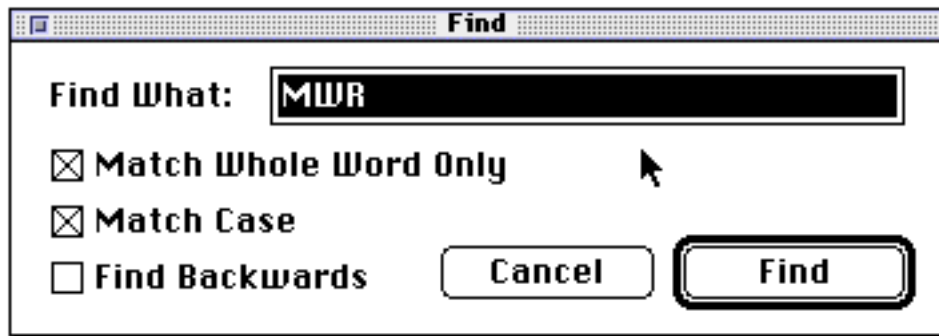 Find
Find What: MWR
Match Whole Word Only
Match Case
Find Backwards
Cancel
Find